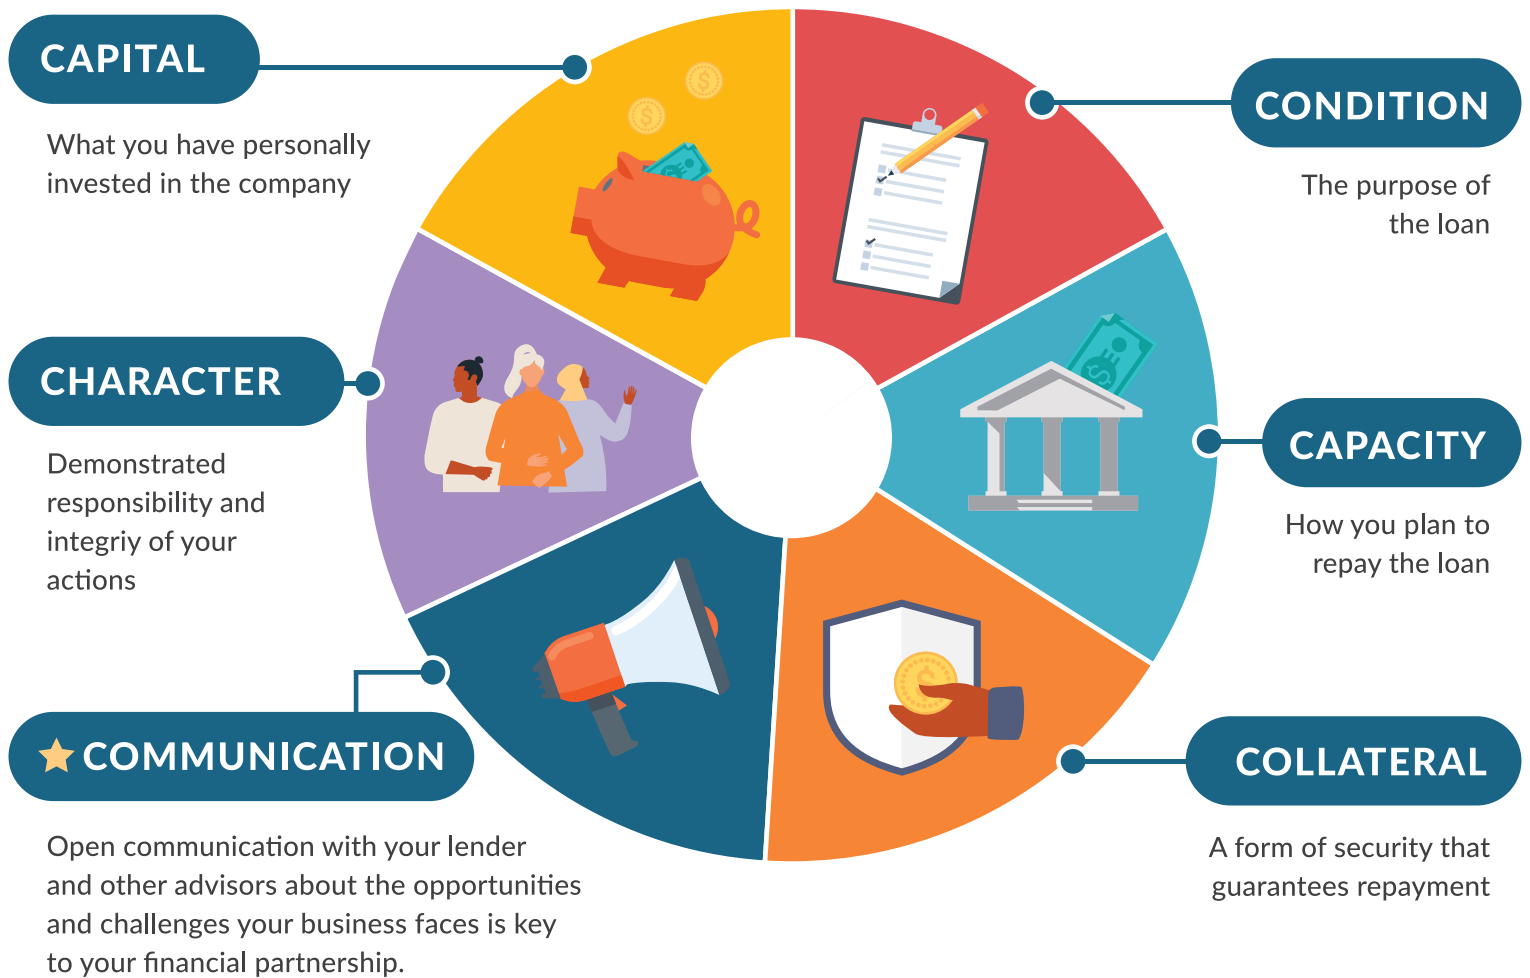 CAPITAL
What you have personally
invested in the company
CONDITION
The purpose of
the loan
CHARACTER
Demonstrated
responsibility and
integriy of your
actions
CAPACITY
How you plan to
repay the loan
COMMUNICATION
Open communication with your lender
and other advisors about the opportunities
and challenges your business faces is key
to your financial partnership.
COLLATERAL
A form of security that
guarantees repayment